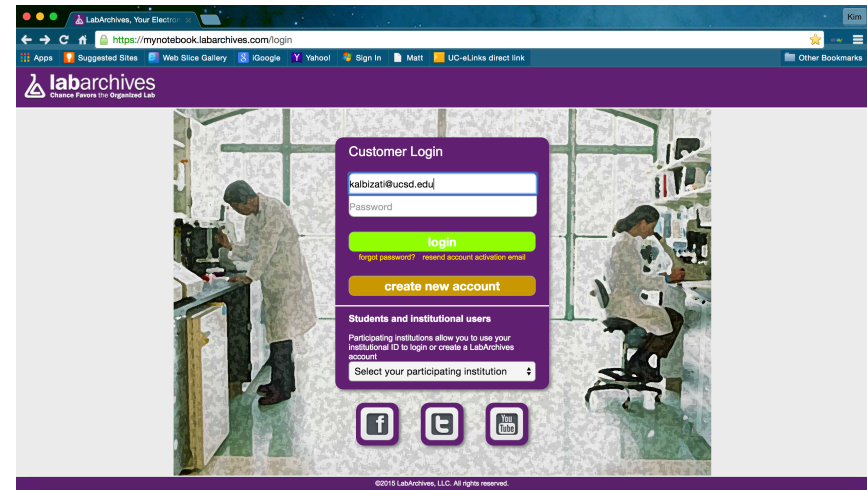 LabArchives, Your Electron
Kim
https://mynotebook.labarchives.com/login
Apps Suggested Sites Web Slice Gallery iGoogle Yahoo! Sign In Matt UC-eLinks direct link Other Bookmarks
labarchives
Chance Favors the Organized Lab
Customer Login
kalbizati@ucsd.edu
Password
login
forgot password? resend account activation email
create new account
Students and institutional users
Participating institutions allow you to use your
institutional ID to login or create a LabArchives
account
Select your participating institution
You
Tube
©2015 LabArchives, LLC. All rights reserved.